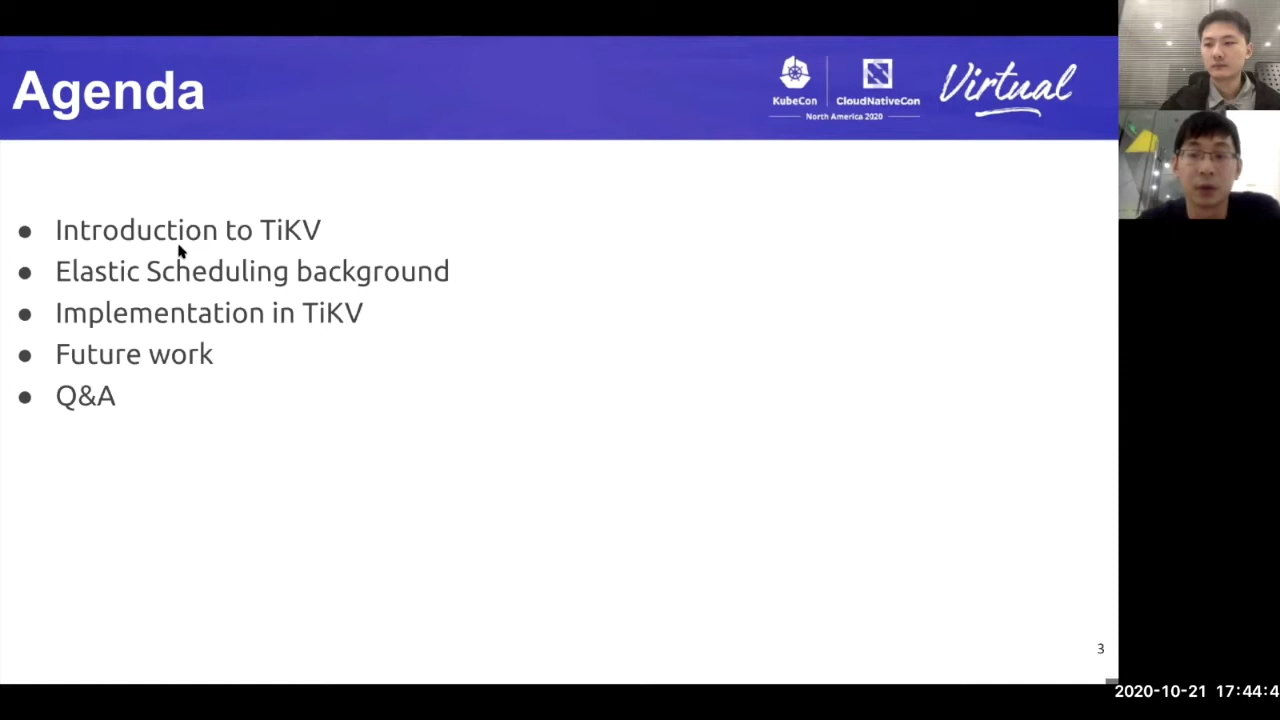 Agenda
KubeCon
CloudNativeCon
North America 2020
Virtual
● Introduction to TiKV
● Elastic Scheduling background
● Implementation in TiKV
● Future work
● Q&A
3
2020-10-21 17:44:4